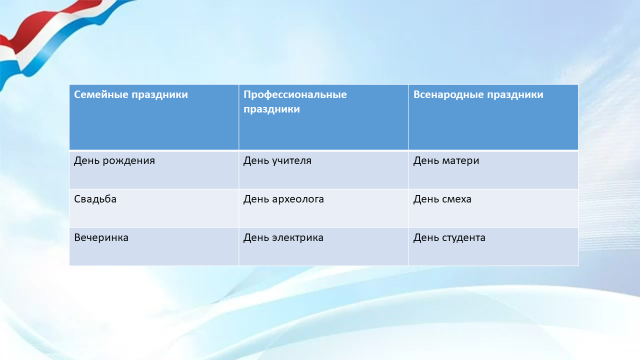 Семейные праздники
Профессиональные
праздники
Всенародные праздники
День рождения
День учителя
День матери
Свадьба
День археолога
День смеха
Вечеринка
День электрика
День студента